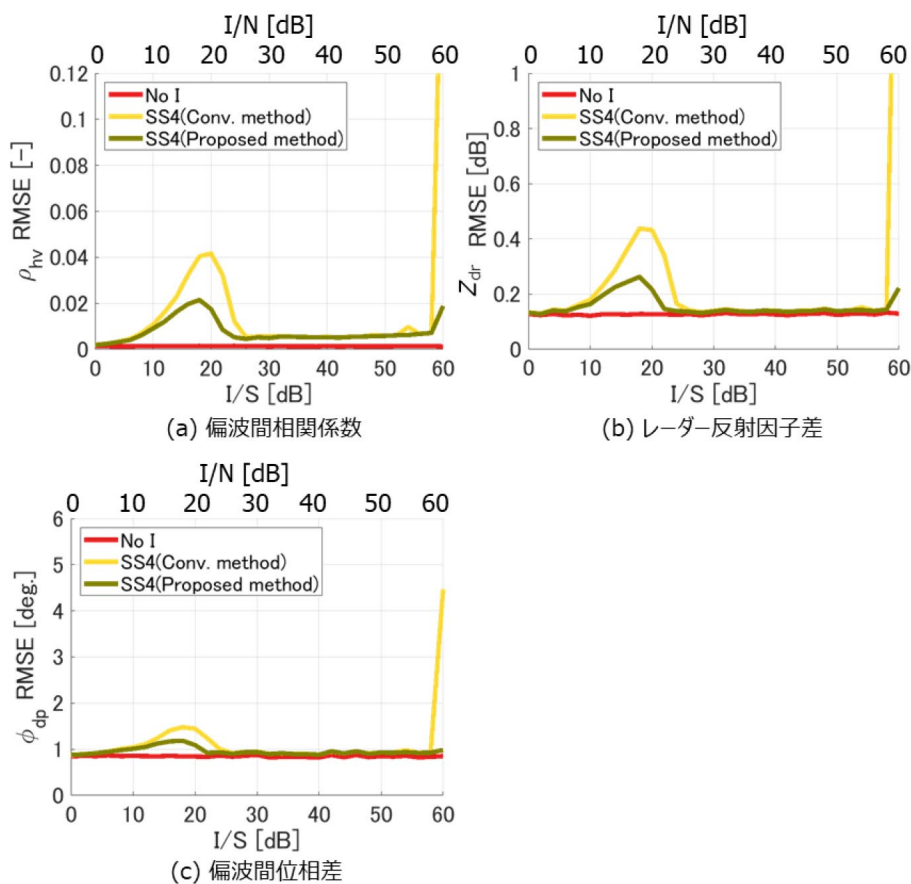 I/N [dB]
0 10 20 30 40 50 60
0.12
0.1
0.08
0.06
0.04
0.02
0
ρhv RMSE [-]
No I
SS4(Conv. method)
SS4(Proposed method)
0 10 20 30 40 50 60
I/S [dB]
(a) 偏波間相関係数
I/N [dB]
0 10 20 30 40 50 60
1
0.8
0.6
0.4
0.2
0
Zdr RMSE [dB]
No I
SS4(Conv. method)
SS4(Proposed method)
0 10 20 30 40 50 60
I/S [dB]
(b) レーダー反射因子差
I/N [dB]
0 10 20 30 40 50 60
6
5
4
3
2
1
0
ϕdp RMSE [deg.]
No I
SS4(Conv. method)
SS4(Proposed method)
0 10 20 30 40 50 60
I/S [dB]
(c) 偏波間位相差